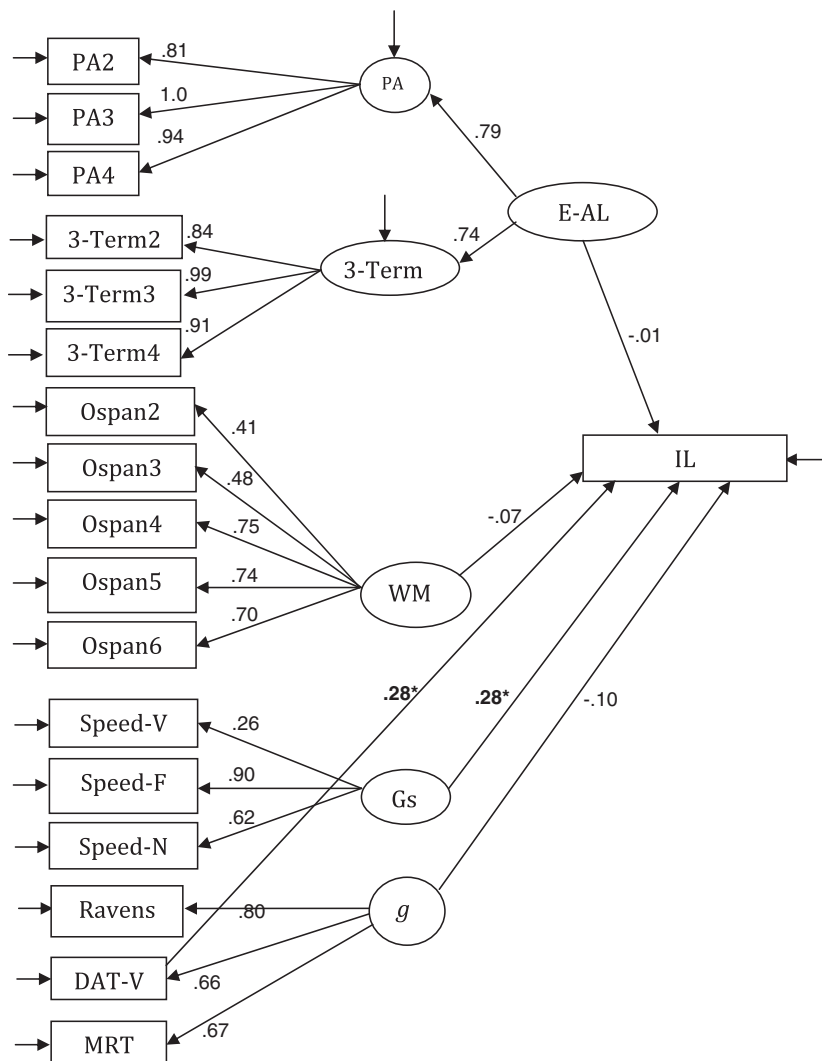 PA2
.81
PA
PA3
1.0
.94
PA4
.79
E-AL
3-Term2
.84
.74
3-Term
3-Term3
.99
3-Term4
.91
-.01
Ospan2
.41
Ospan3
.48
IL
Ospan4
.75
-.07
Ospan5
.74
WM
Ospan6
.70
.28*
.28*
-.10
Speed-V
.26
Speed-F
.90
Gs
Speed-N
.62
Ravens
.80
g
DAT-V
.66
MRT
.67